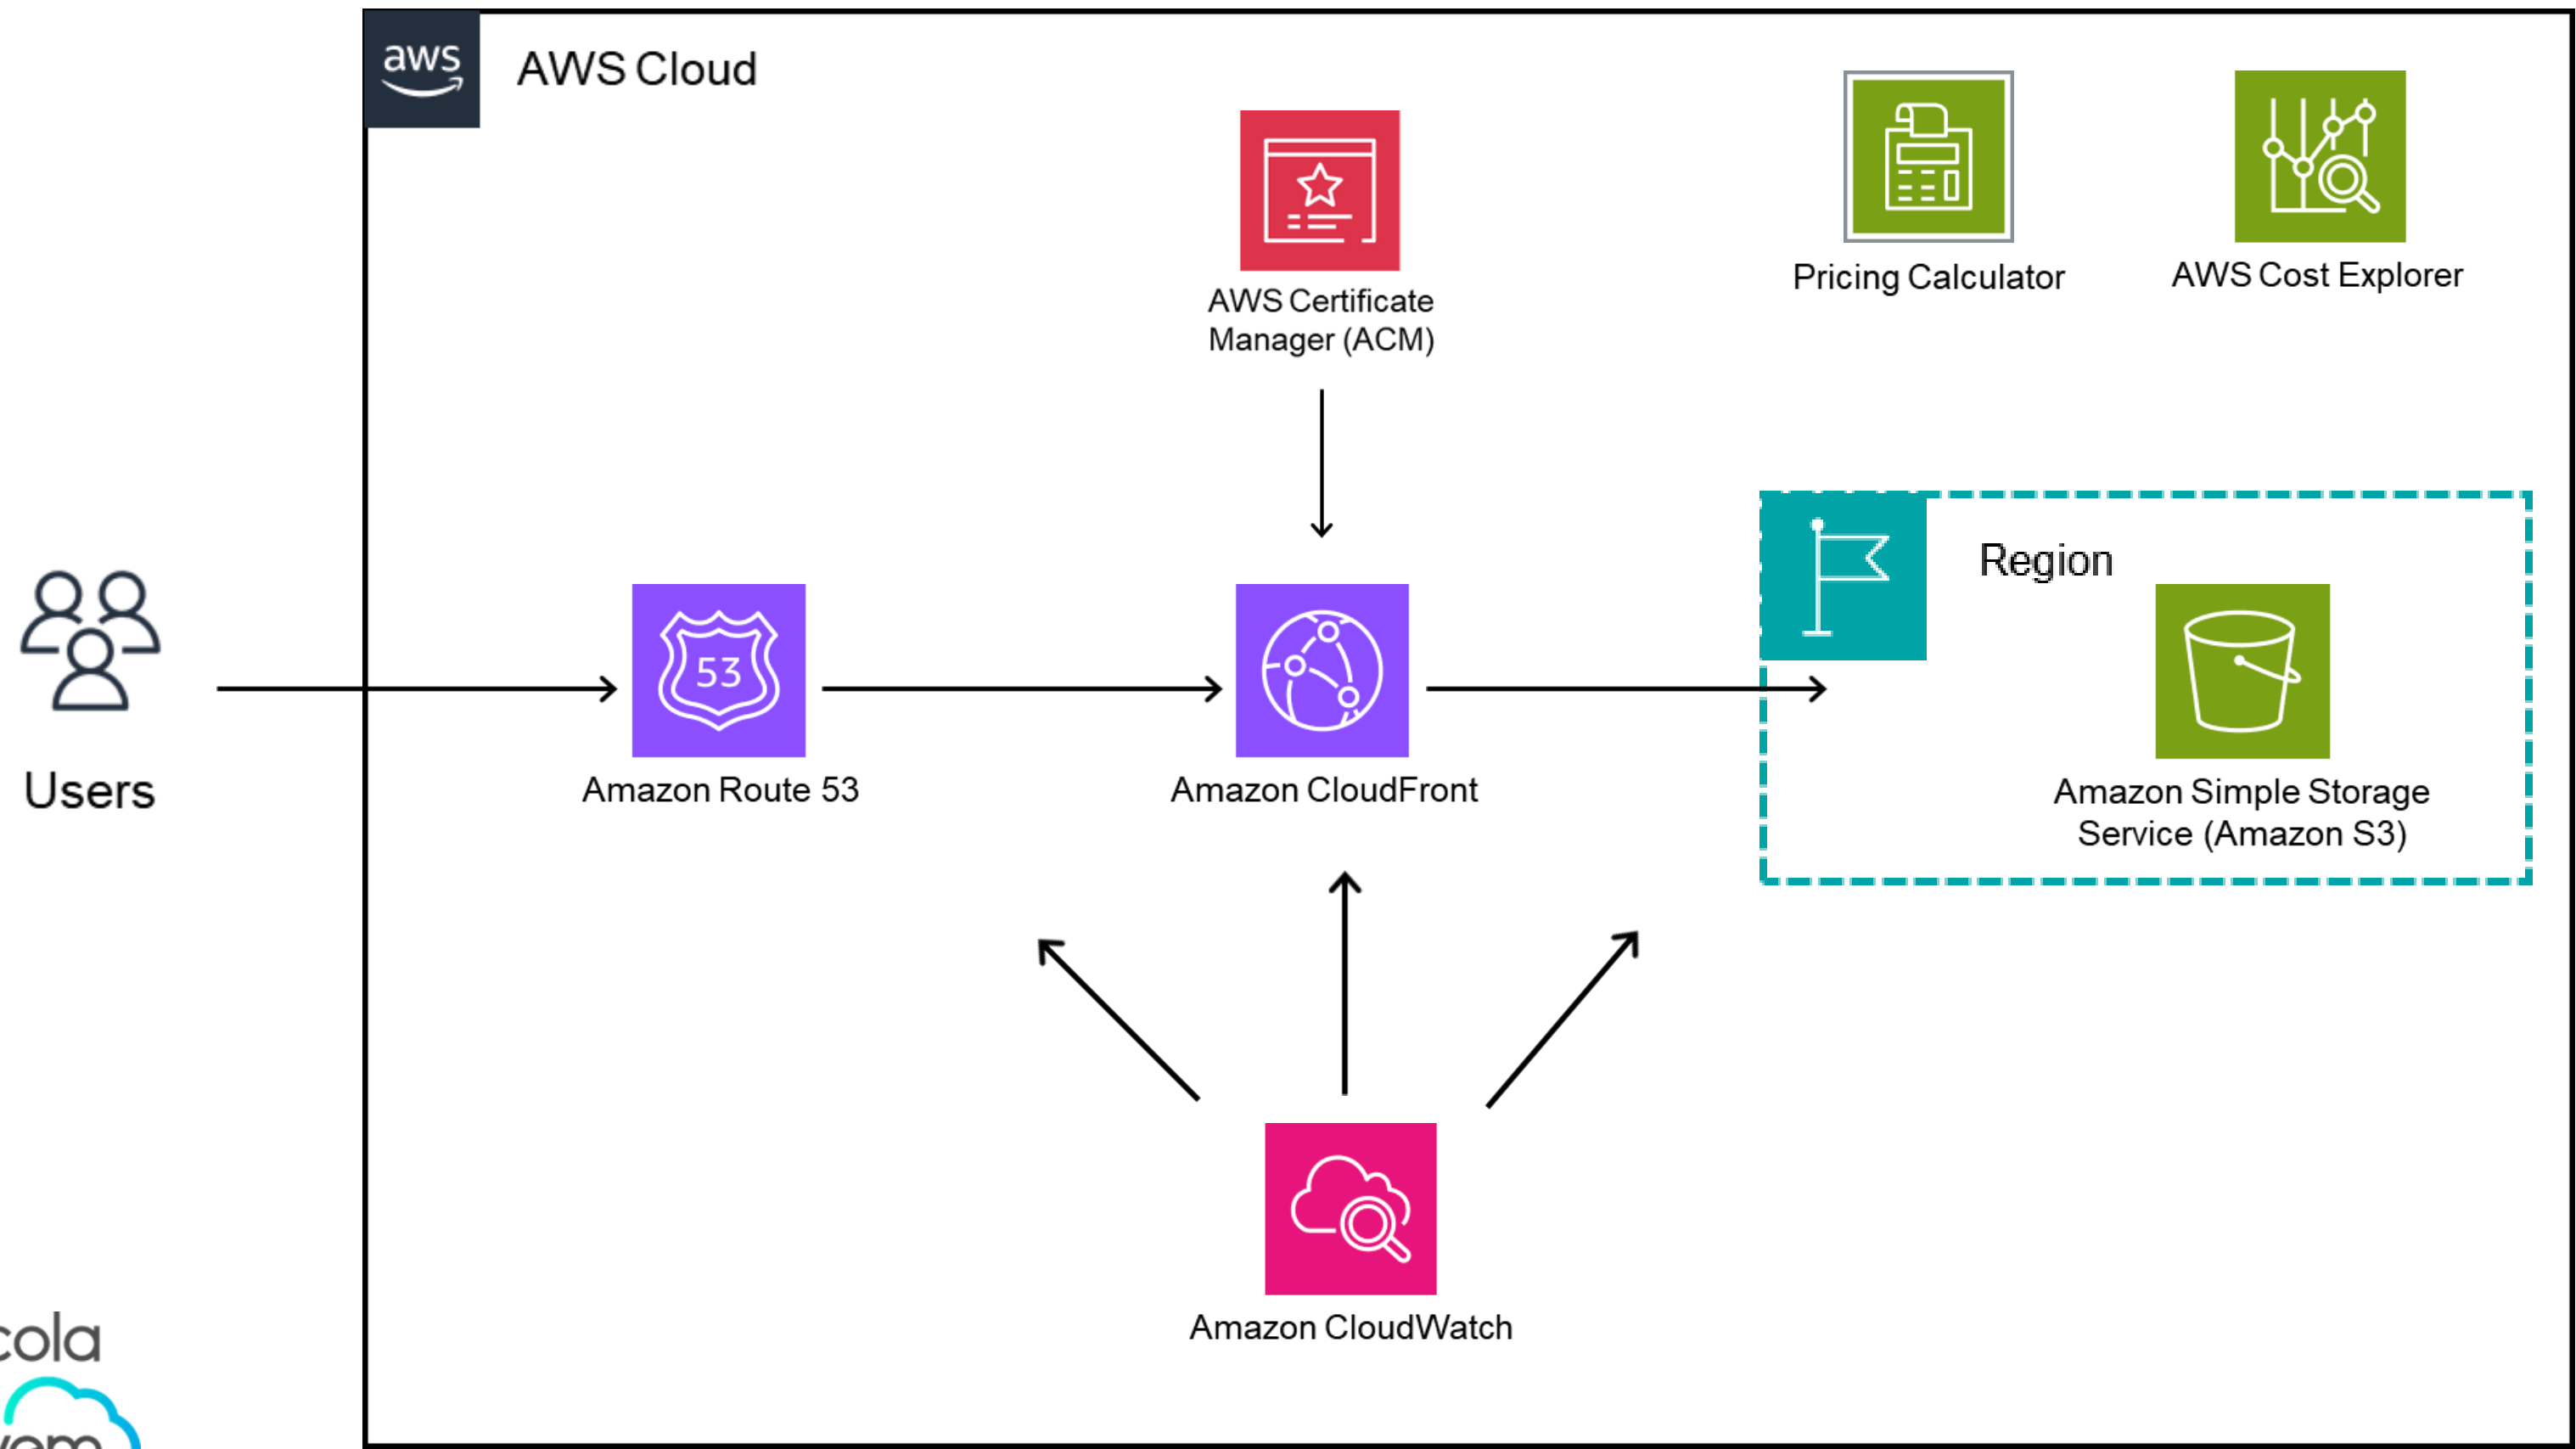 aws
AWS Cloud
AWS Certificate
Manager (ACM)
Pricing Calculator
AWS Cost Explorer
Region
53
Users
Amazon Route 53
Amazon CloudFront
Amazon Simple Storage
Service (Amazon S3)
Amazon CloudWatch
cola